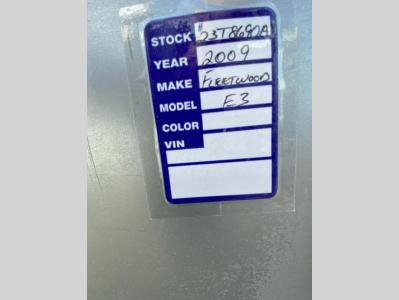 STOCK #23T8680A
YEAR 2009
MAKE FLEETWOOD
MODEL E3
COLOR
VIN